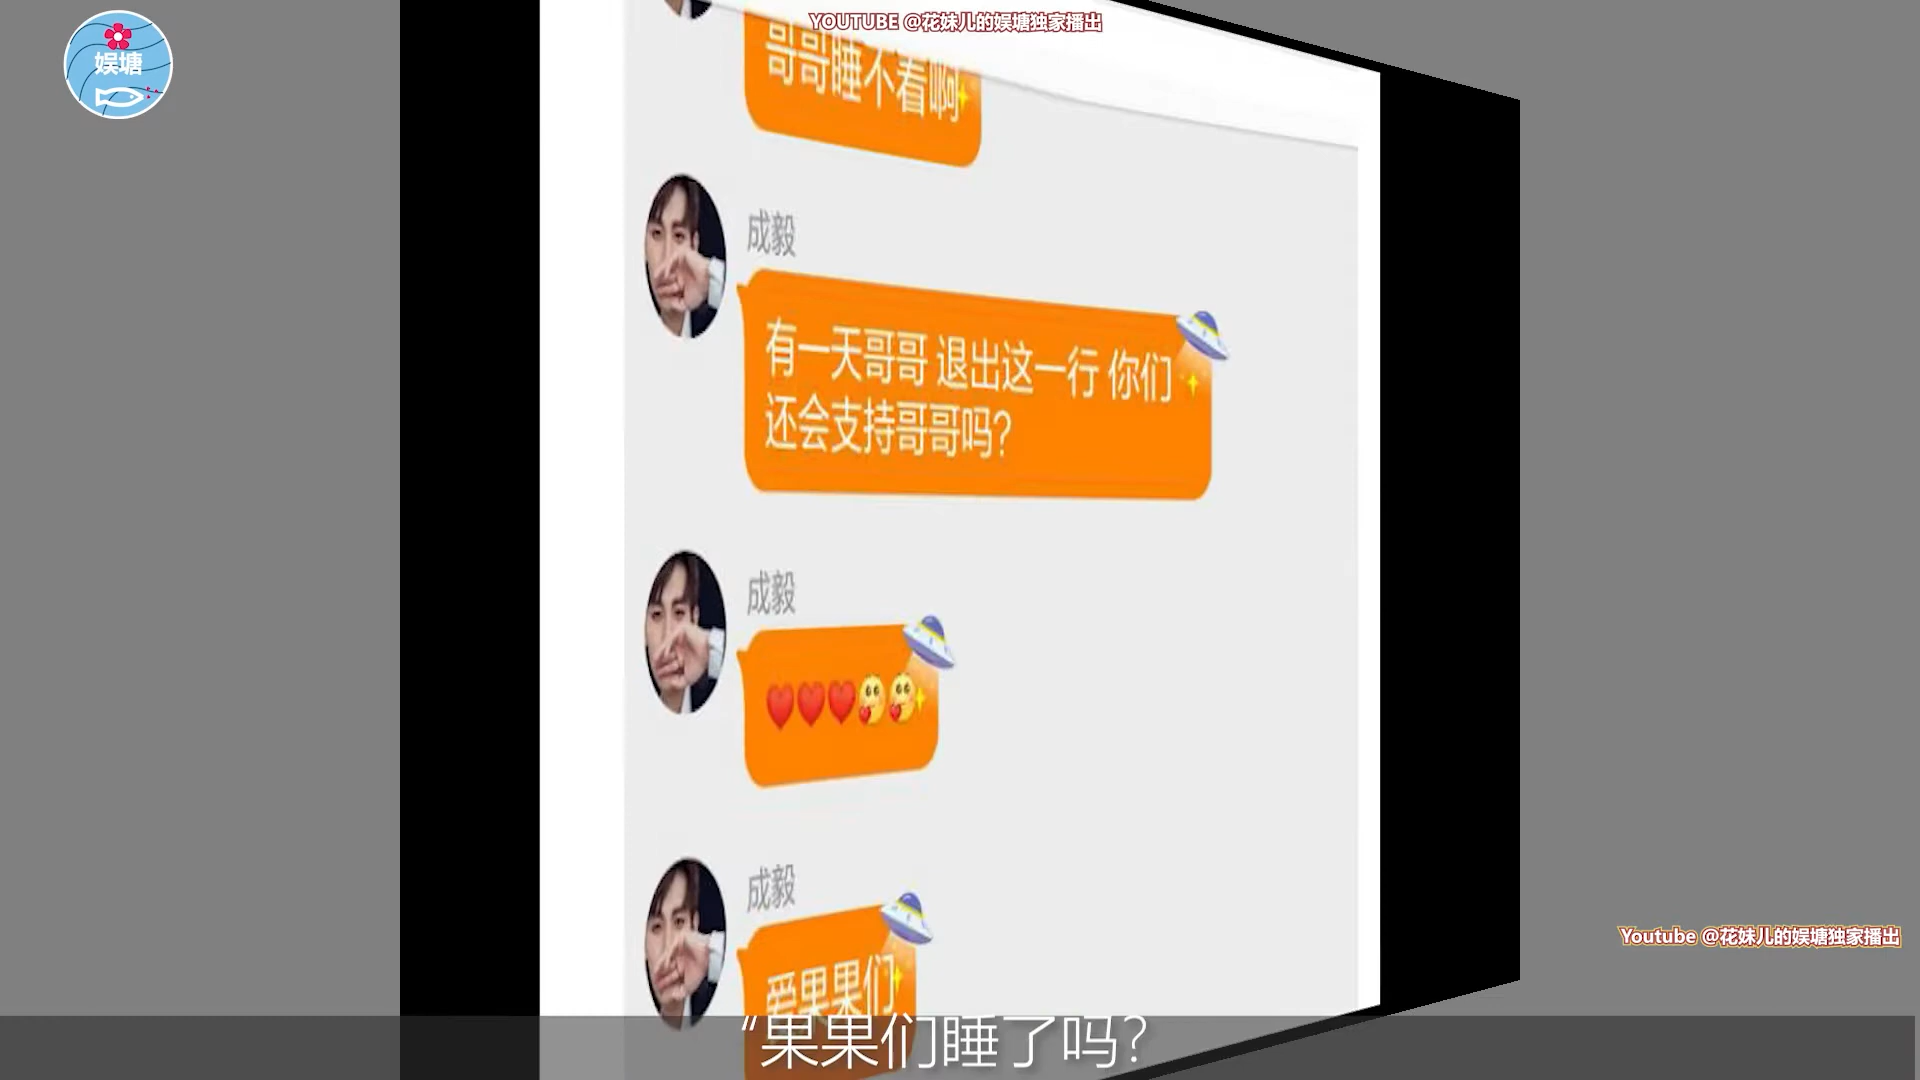 YOUTUBE @花妹儿的娱塘独家播出
娱塘
哥哥睡不着啊
成毅
有一天哥哥 退出这一行 你们
还会支持哥哥吗?
成毅
成毅
爱果果们
Youtube @花妹儿的娱塘独家播出
“果果们睡了吗?